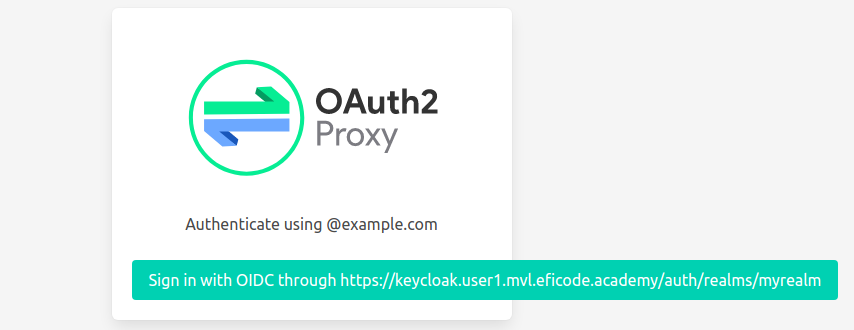 OAuth2
Proxy
Authenticate using @example.com
Sign in with OIDC through https://keycloak.user1.mvl.eficode.academy/auth/realms/myrealm